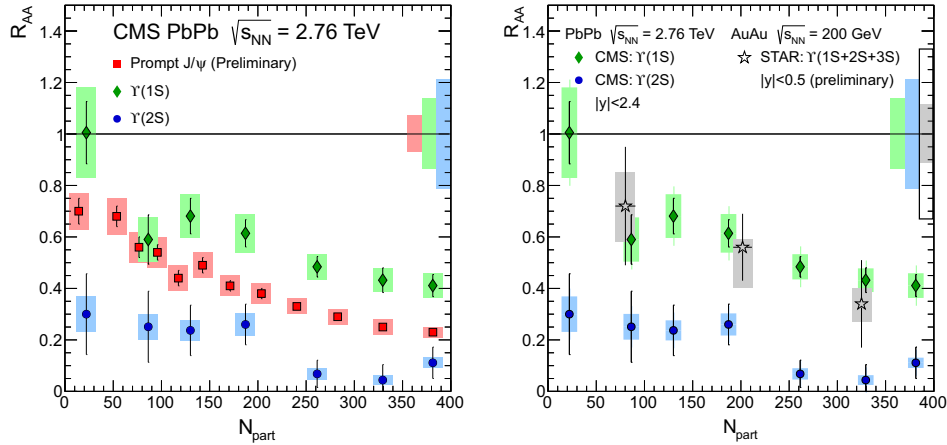 R_AA
CMS PbPb √s_NN = 2.76 TeV
Prompt J/ψ (Preliminary)
ϒ(1S)
ϒ(2S)
1.4
1.2
1
0.8
0.6
0.4
0.2
0
0 50 100 150 200 250 300 350 400
N_part
R_AA
PbPb √s_NN = 2.76 TeV AuAu √s_NN = 200 GeV
CMS: ϒ(1S) STAR: ϒ(1S+2S+3S)
CMS: ϒ(2S) |y|<0.5 (preliminary)
|y|<2.4
1.4
1.2
1
0.8
0.6
0.4
0.2
0
0 50 100 150 200 250 300 350 400
N_part